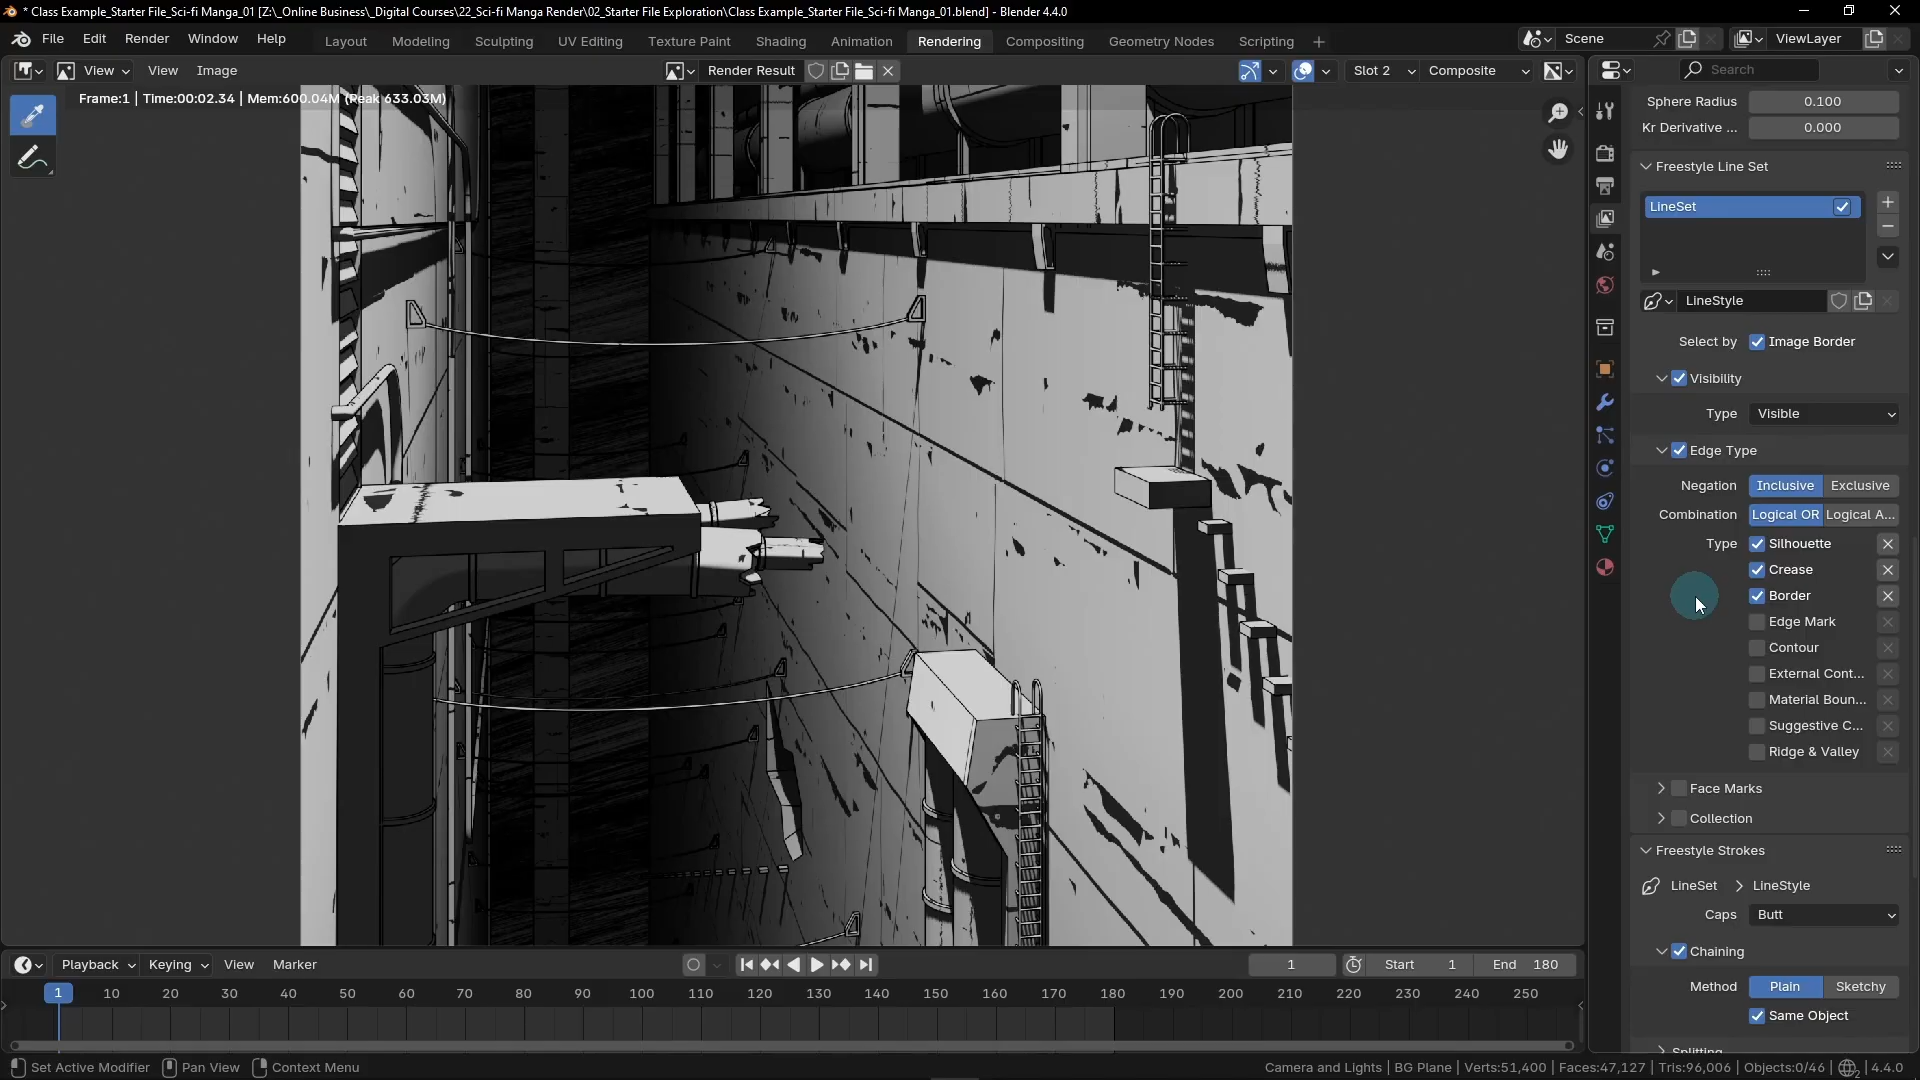 * Class Example_Starter File_Sci-fi Manga_01 [Z:\_Online Business\_Digital Courses\22_Sci-fi Manga Render\02_Starter File Exploration\Class Example_Starter File_Sci-fi Manga_01.blend] - Blender 4.4.0
File Edit Render Window Help Layout Modeling Sculpting UV Editing Texture Paint Shading Animation Rendering Compositing Geometry Nodes Scripting + Scene ViewLayer
View View Image Render Result Slot 2 Composite Search
Frame:1 | Time:00:02.34 | Mem:600.04M (Peak 633.03M)
Sphere Radius 0.100
Kr Derivative ... 0.000
Freestyle Line Set
LineSet
LineStyle
Select by Image Border
Visibility
Type Visible
Edge Type
Negation Inclusive Exclusive
Combination Logical OR Logical A...
Type Silhouette
Crease
Border
Edge Mark
Contour
External Cont...
Material Boun...
Suggestive C...
Ridge & Valley
Face Marks
Collection
Freestyle Strokes
LineSet > LineStyle
Caps Butt
Chaining
Method Plain Sketchy
Same Object
Splitting
Playback Keying View Marker 1 Start 1 End 180
1 10 20 30 40 50 60 70 80 90 100 110 120 130 140 150 160 170 180 190 200 210 220 230 240 250
Set Active Modifier Pan View Context Menu Camera and Lights | BG Plane | Verts:51,400 | Faces:47,127 | Tris:96,006 | Objects:0/46 | 2 | 4.4.0